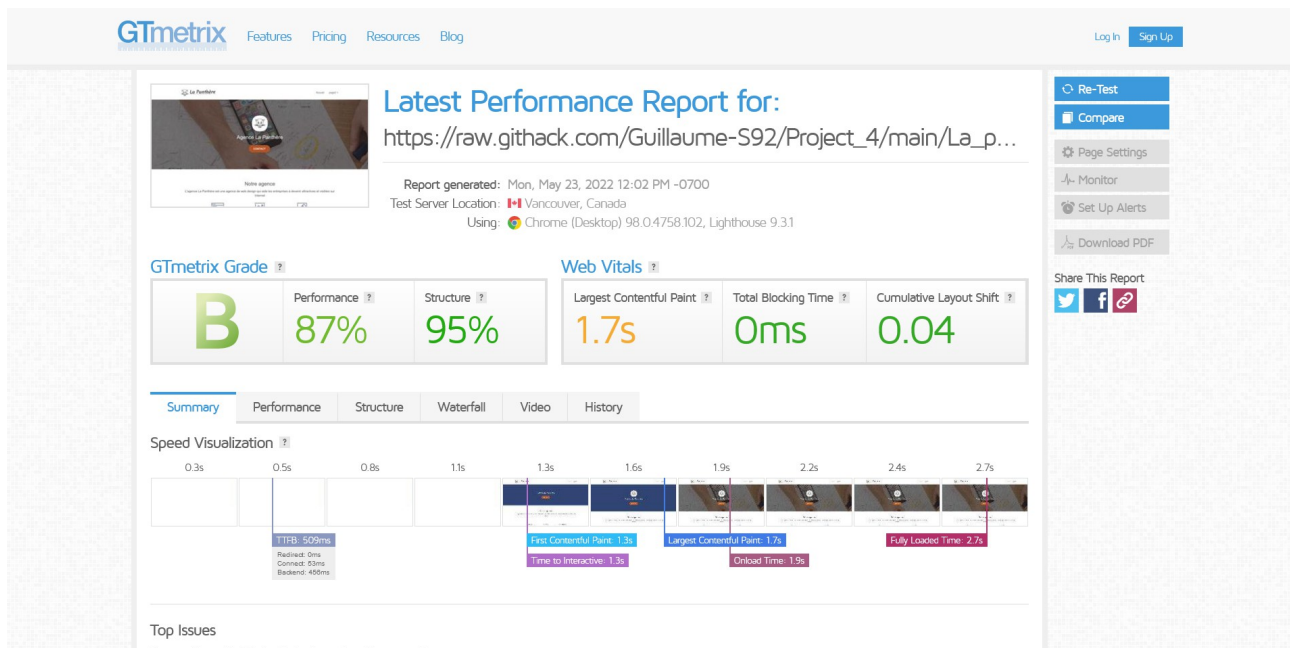 GTmetrix Features Pricing Resources Blog Log In Sign Up
La Panthère
Agence La Panthère
Notre agence
Latest Performance Report for:
https://raw.githack.com/Guillaume-S92/Project_4/main/La_p...
Report generated: Mon, May 23, 2022 12:02 PM -0700
Test Server Location: Vancouver, Canada
Using: Chrome (Desktop) 98.0.4758.102, Lighthouse 9.3.1
Re-Test
Compare
Page Settings
Monitor
Set Up Alerts
Download PDF
Share This Report
GTmetrix Grade ?
B
Performance ?
87%
Structure ?
95%
Web Vitals ?
Largest Contentful Paint ?
1.7s
Total Blocking Time ?
0ms
Cumulative Layout Shift ?
0.04
Summary Performance Structure Waterfall Video History
Speed Visualization ?
0.3s 0.5s 0.8s 1.1s 1.3s 1.6s 1.9s 2.2s 2.4s 2.7s
TTFB: 509ms
Redirect: 0ms
Connect: 53ms
Backend: 456ms
First Contentful Paint: 1.3s
Time to Interactive: 1.3s
Largest Contentful Paint: 1.7s
Onload Time: 1.9s
Fully Loaded Time: 2.7s
Top Issues